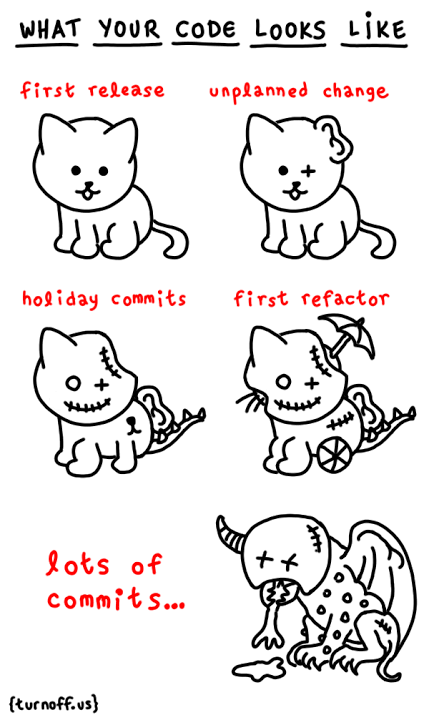 WHAT YOUR CODE LOOKS LiKE
first release
unplanned change
holiday commits
first refactor
lots of
commits...
{turnoff.us}